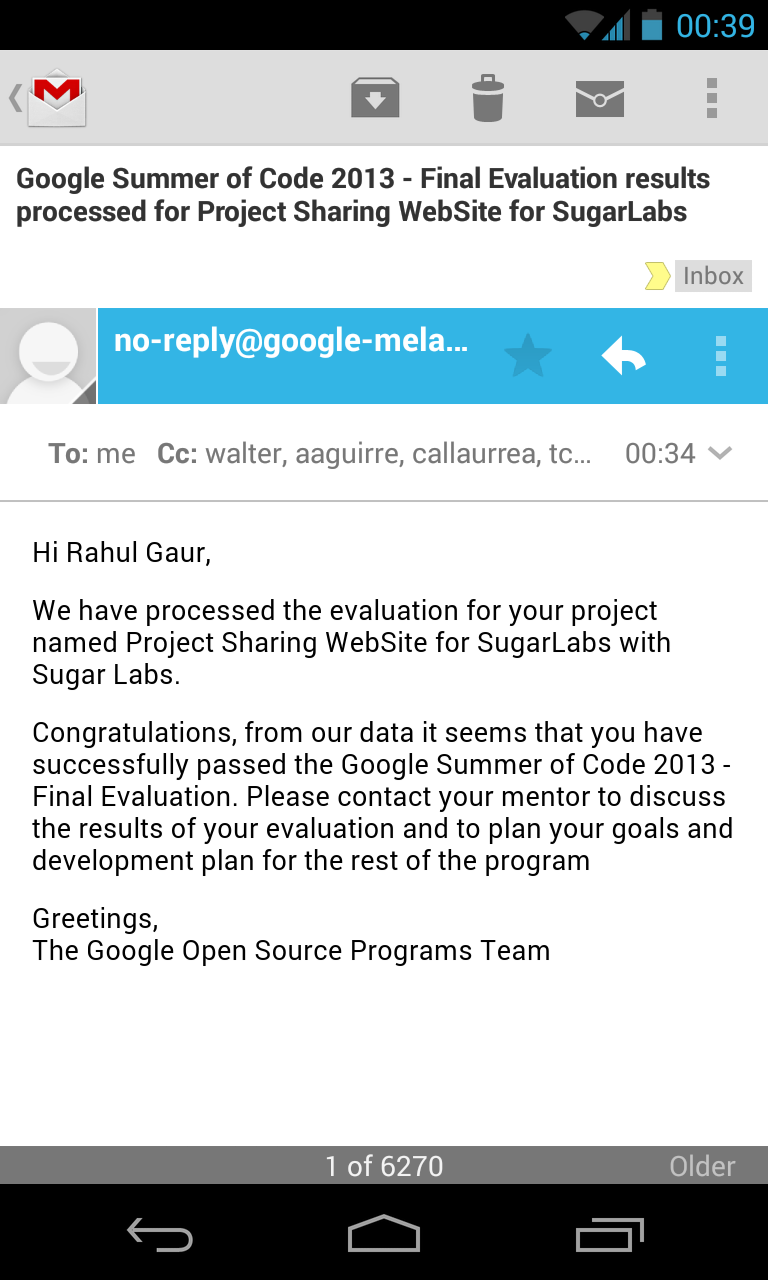 00:39
Google Summer of Code 2013 - Final Evaluation results
processed for Project Sharing WebSite for SugarLabs
Inbox
no-reply@google-mela...
To: me Cc: walter, aaguirre, callaurrea, tc... 00:34
Hi Rahul Gaur,
We have processed the evaluation for your project
named Project Sharing WebSite for SugarLabs with
Sugar Labs.
Congratulations, from our data it seems that you have
successfully passed the Google Summer of Code 2013 -
Final Evaluation. Please contact your mentor to discuss
the results of your evaluation and to plan your goals and
development plan for the rest of the program
Greetings,
The Google Open Source Programs Team
1 of 6270 Older